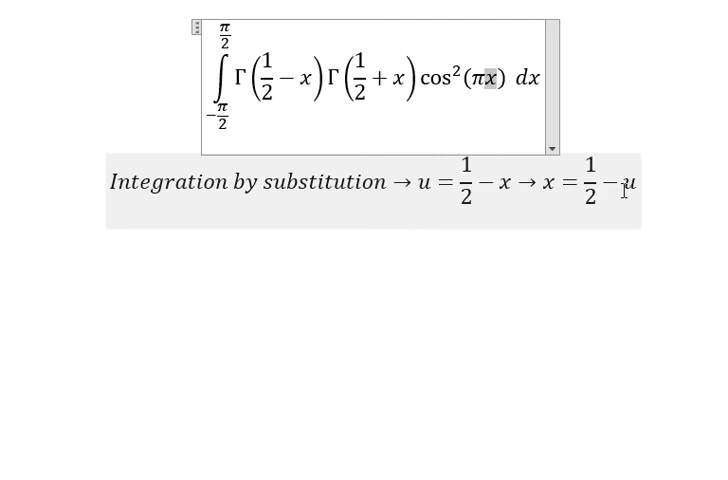 ∫_{-π/2}^{π/2} Γ(1/2 − x) Γ(1/2 + x) cos²(πx) dx
Integration by substitution → u = 1/2 − x → x = 1/2 − u